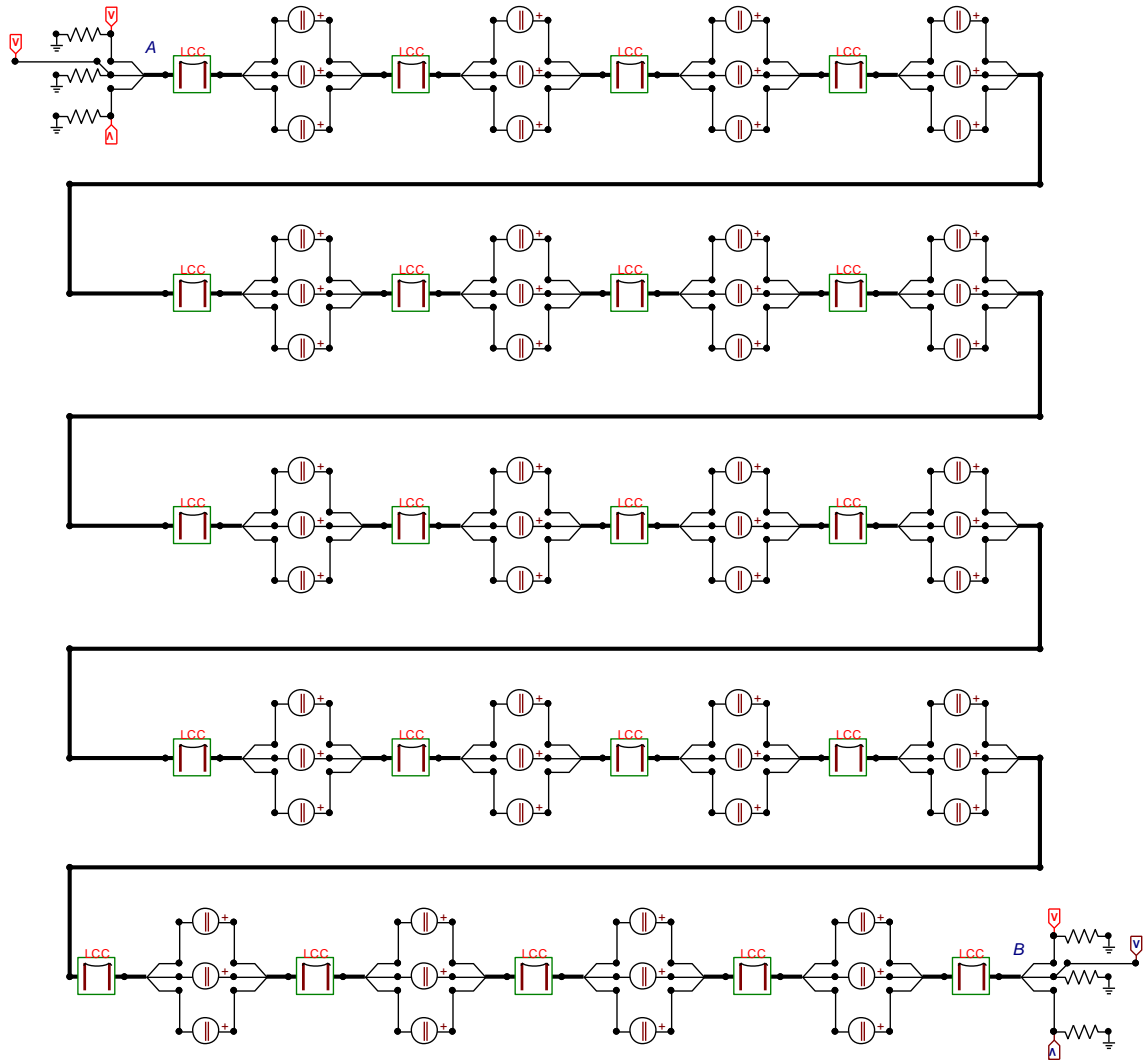 V
V
A
LCC
+
LCC
+
LCC
+
LCC
+
+
+
+
+
+
+
+
+
V
LCC
+
LCC
+
LCC
+
LCC
+
+
+
+
+
+
+
+
+
LCC
+
LCC
+
LCC
+
LCC
+
+
+
+
+
+
+
+
+
LCC
+
LCC
+
LCC
+
LCC
+
+
+
+
+
+
+
+
+
LCC
+
LCC
+
LCC
+
LCC
+
LCC
B
V
V
+
+
+
+
+
+
+
+
V